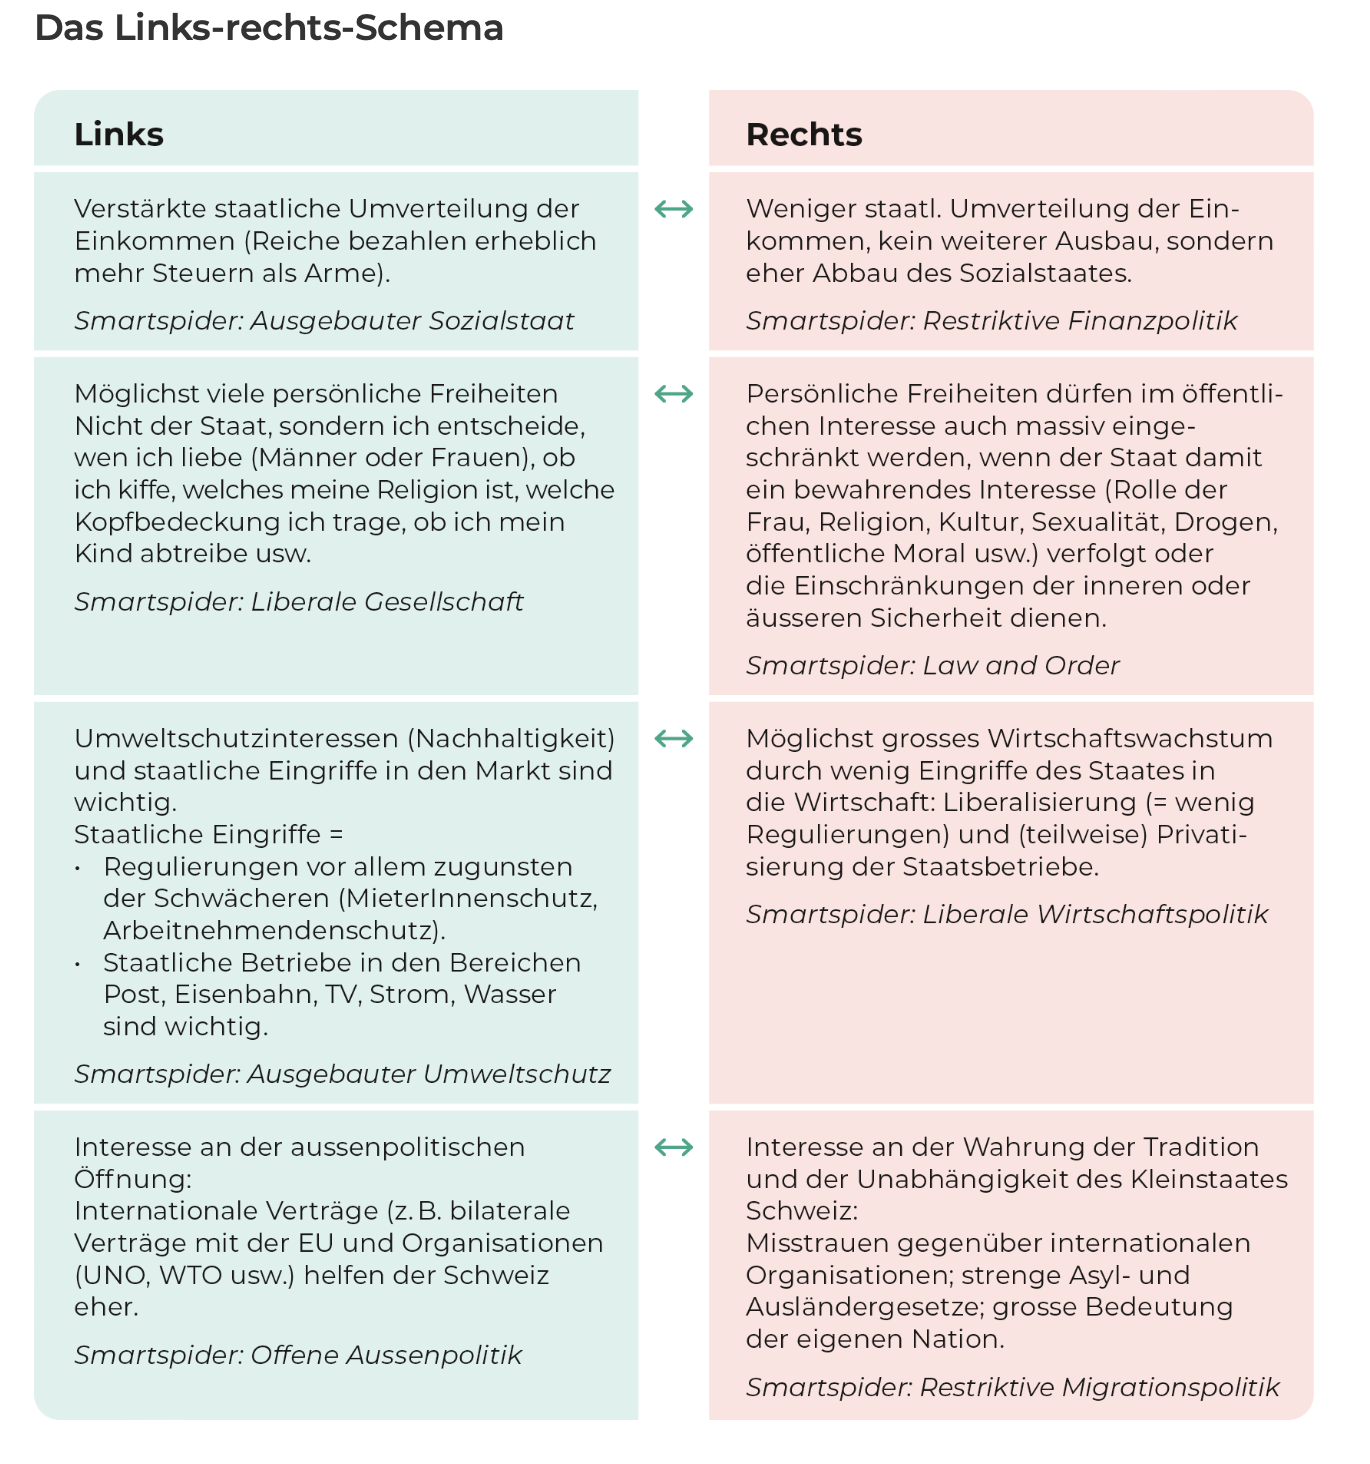 Das Links-rechts-Schema
Links
Rechts
Verstärkte staatliche Umverteilung der
Einkommen (Reiche bezahlen erheblich
mehr Steuern als Arme).
Smartspider: Ausgebauter Sozialstaat
Weniger staatl. Umverteilung der Ein-
kommen, kein weiterer Ausbau, sondern
eher Abbau des Sozialstaates.
Smartspider: Restriktive Finanzpolitik
Möglichst viele persönliche Freiheiten
Nicht der Staat, sondern ich entscheide,
wen ich liebe (Männer oder Frauen), ob
ich kiffe, welches meine Religion ist, welche
Kopfbedeckung ich trage, ob ich mein
Kind abtreibe usw.
Smartspider: Liberale Gesellschaft
Persönliche Freiheiten dürfen im öffentli-
chen Interesse auch massiv einge-
schränkt werden, wenn der Staat damit
ein bewahrendes Interesse (Rolle der
Frau, Religion, Kultur, Sexualität, Drogen,
öffentliche Moral usw.) verfolgt oder
die Einschränkungen der inneren oder
äusseren Sicherheit dienen.
Smartspider: Law and Order
Umweltschutzinteressen (Nachhaltigkeit)
und staatliche Eingriffe in den Markt sind
wichtig.
Staatliche Eingriffe =
• Regulierungen vor allem zugunsten
der Schwächeren (MieterInnenschutz,
Arbeitnehmendenschutz).
• Staatliche Betriebe in den Bereichen
Post, Eisenbahn, TV, Strom, Wasser
sind wichtig.
Smartspider: Ausgebauter Umweltschutz
Möglichst grosses Wirtschaftswachstum
durch wenig Eingriffe des Staates in
die Wirtschaft: Liberalisierung (= wenig
Regulierungen) und (teilweise) Privati-
sierung der Staatsbetriebe.
Smartspider: Liberale Wirtschaftspolitik
Interesse an der aussenpolitischen
Öffnung:
Internationale Verträge (z. B. bilaterale
Verträge mit der EU und Organisationen
(UNO, WTO usw.) helfen der Schweiz
eher.
Smartspider: Offene Aussenpolitik
Interesse an der Wahrung der Tradition
und der Unabhängigkeit des Kleinstaates
Schweiz:
Misstrauen gegenüber internationalen
Organisationen; strenge Asyl- und
Ausländergesetze; grosse Bedeutung
der eigenen Nation.
Smartspider: Restriktive Migrationspolitik